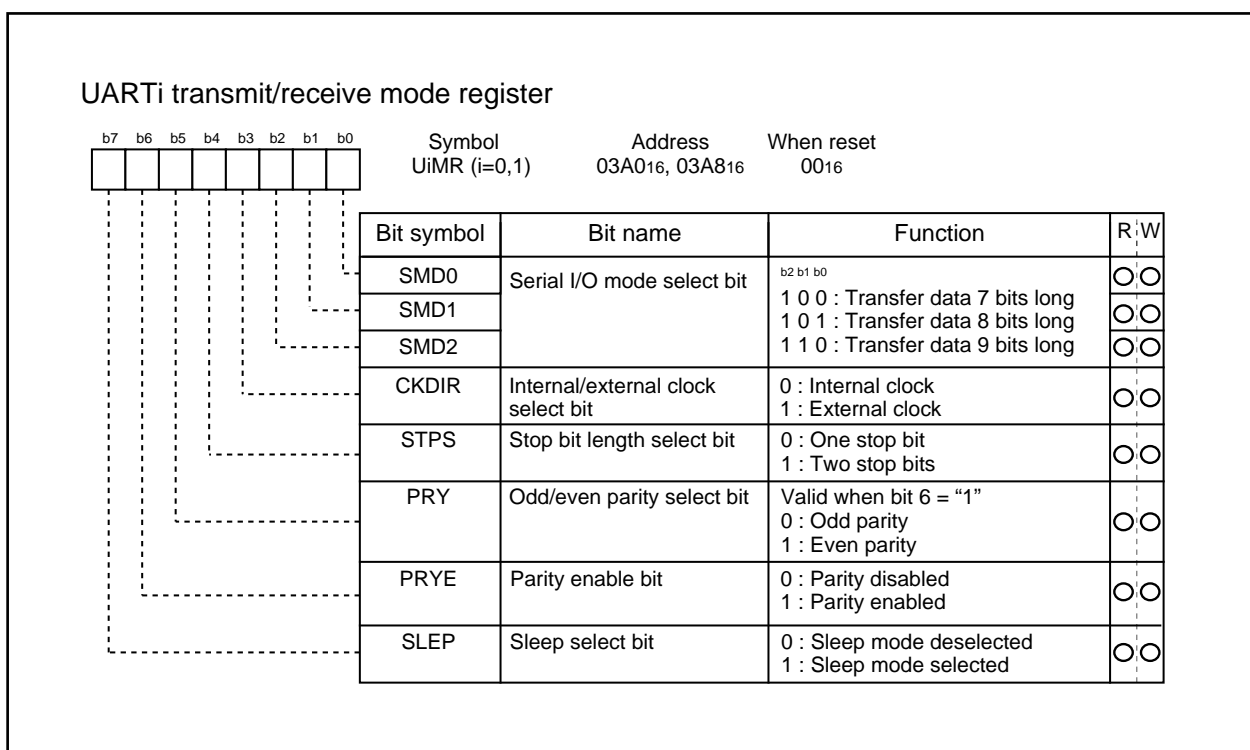 UARTi transmit/receive mode register
b7 b6 b5 b4 b3 b2 b1 b0
Symbol Address When reset
UiMR (i=0,1) 03A016, 03A816 0016
Bit symbol Bit name Function R W
SMD0 Serial I/O mode select bit b2 b1 b0
1 0 0 : Transfer data 7 bits long
SMD1 1 0 1 : Transfer data 8 bits long
SMD2 1 1 0 : Transfer data 9 bits long
CKDIR Internal/external clock 0 : Internal clock
select bit 1 : External clock
STPS Stop bit length select bit 0 : One stop bit
1 : Two stop bits
PRY Odd/even parity select bit Valid when bit 6 = “1”
0 : Odd parity
1 : Even parity
PRYE Parity enable bit 0 : Parity disabled
1 : Parity enabled
SLEP Sleep select bit 0 : Sleep mode deselected
1 : Sleep mode selected